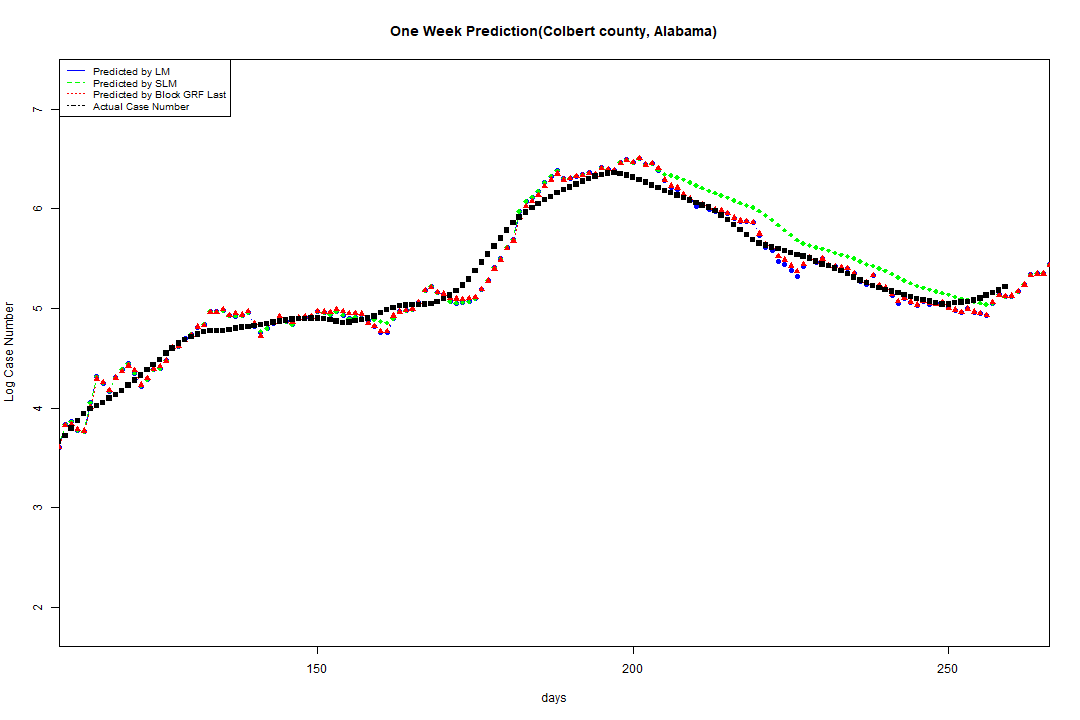 One Week Prediction(Colbert county, Alabama)
Predicted by LM
Predicted by SLM
Predicted by Block GRF Last
Actual Case Number
7
6
5
4
3
2
Log Case Number
150
200
250
days